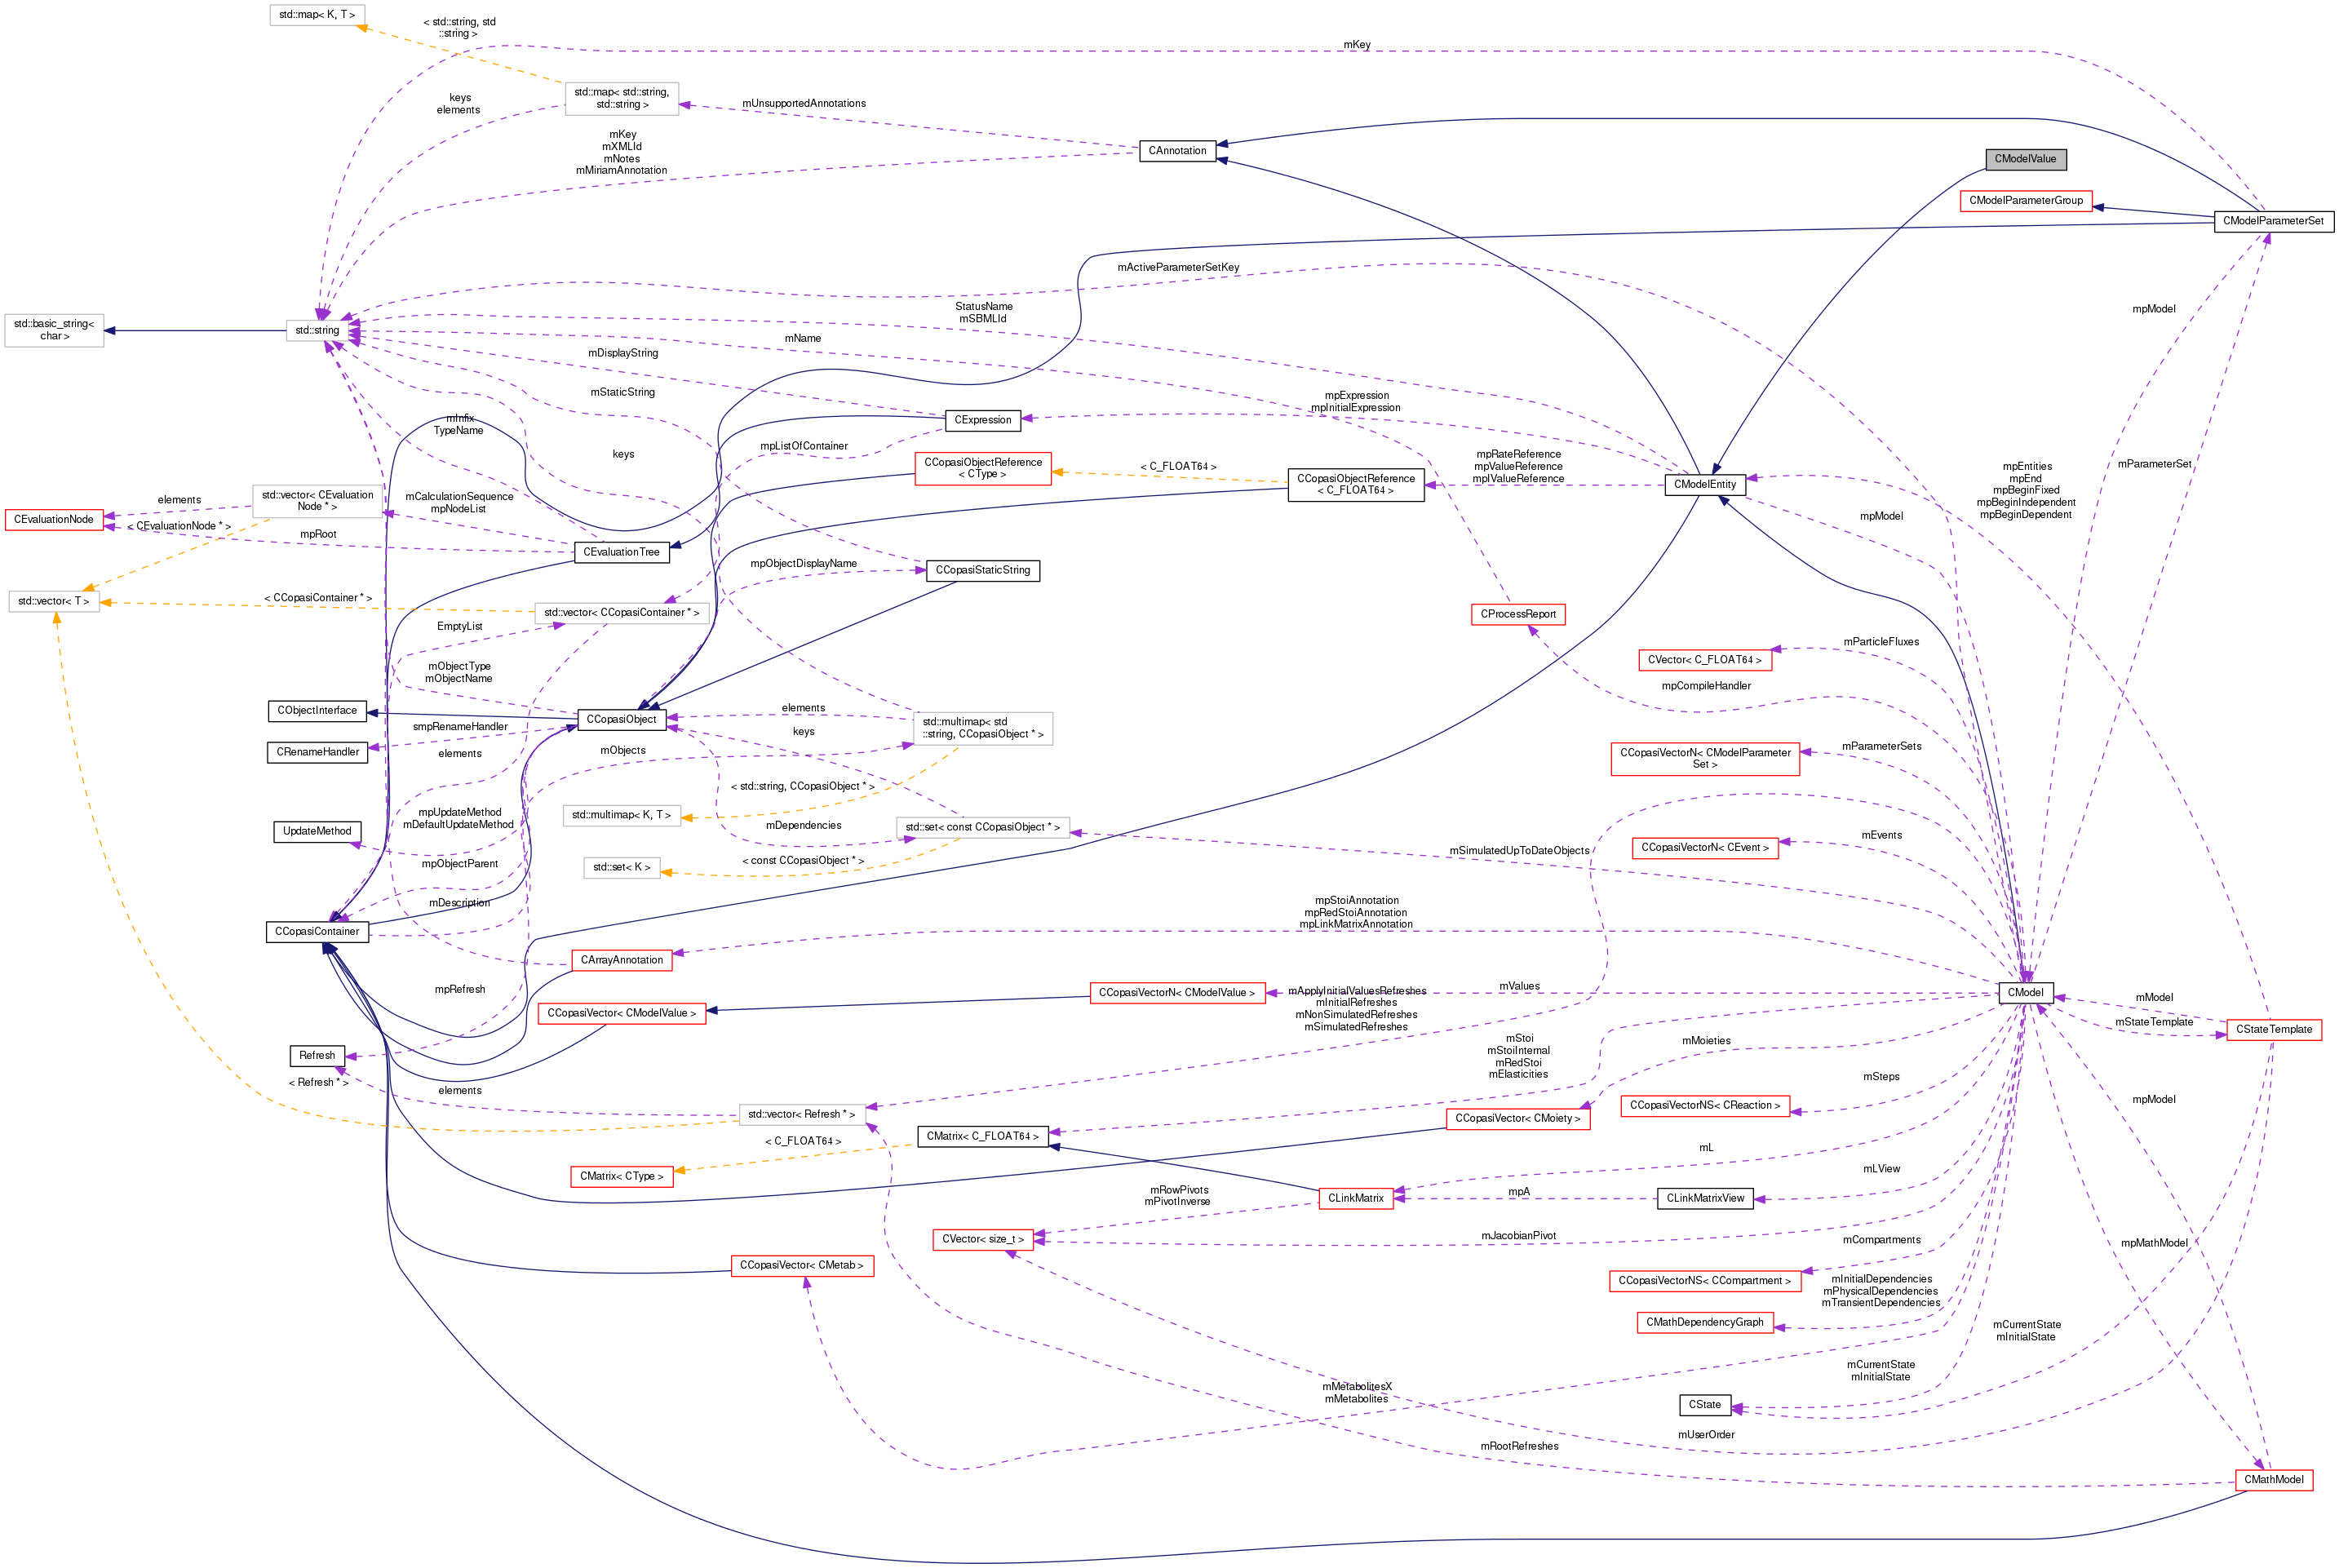 std::map< K, T >
< std::string, std
::string >
mKey
keys
elements
std::map< std::string,
std::string >
mUnsupportedAnnotations
mKey
mXMLId
mNotes
mMiriamAnnotation
CAnnotation
CModelValue
CModelParameterGroup
CModelParameterSet
mActiveParameterSetKey
StatusName
mSBMLId
mpModel
std::basic_string<
char >
std::string
mName
mDisplayString
mStaticString
mpExpression
mpInitialExpression
mInfix
TypeName
CExpression
mpListOfContainer
keys
CCopasiObjectReference
< CType >
< C_FLOAT64 >
CCopasiObjectReference
< C_FLOAT64 >
mpRateReference
mpValueReference
mpIValueReference
CModelEntity
mpEntities
mpEnd
mpBeginFixed
mpBeginIndependent
mpBeginDependent
mParameterSet
elements
std::vector< CEvaluation
Node * >
mCalculationSequence
mpNodeList
CEvaluationNode
< CEvaluationNode * >
mpRoot
CEvaluationTree
mpModel
mpObjectDisplayName
CCopasiStaticString
std::vector< T >
< CCopasiContainer * >
std::vector< CCopasiContainer * >
CProcessReport
EmptyList
mParticleFluxes
CVector< C_FLOAT64 >
mObjectType
mObjectName
mpCompileHandler
CObjectInterface
CCopasiObject
elements
std::multimap< std
::string, CCopasiObject * >
smpRenameHandler
keys
CRenameHandler
elements
mObjects
mParameterSets
CCopasiVectorN< CModelParameter
Set >
< std::string, CCopasiObject * >
mpUpdateMethod
mDefaultUpdateMethod
std::multimap< K, T >
UpdateMethod
mDependencies
std::set< const CCopasiObject * >
mEvents
mSimulatedUpToDateObjects
CCopasiVectorN< CEvent >
mpObjectParent
std::set< K >
< const CCopasiObject * >
mDescription
mpStoiAnnotation
mpRedStoiAnnotation
mpLinkMatrixAnnotation
CCopasiContainer
CArrayAnnotation
mpRefresh
CCopasiVectorN< CModelValue >
mApplyInitialValuesRefreshes
mInitialRefreshes
mNonSimulatedRefreshes
mSimulatedRefreshes
mValues
CModel
mModel
mStateTemplate
CStateTemplate
CCopasiVector< CModelValue >
Refresh
mStoi
mStoiInternal
mRedStoi
mElasticities
mMoieties
< Refresh * >
elements
mSteps
mpModel
std::vector< Refresh * >
CCopasiVector< CMoiety >
CCopasiVectorNS< CReaction >
CMatrix< C_FLOAT64 >
< C_FLOAT64 >
CMatrix< CType >
mL
mLView
mRowPivots
mPivotInverse
CLinkMatrix
mpA
CLinkMatrixView
CVector< size_t >
mJacobianPivot
mCompartments
mpMathModel
CCopasiVector< CMetab >
CCopasiVectorNS< CCompartment >
mInitialDependencies
mPhysicalDependencies
mTransientDependencies
CMathDependencyGraph
mCurrentState
mInitialState
mCurrentState
mInitialState
mMetabolitesX
mMetabolites
CState
mUserOrder
mRootRefreshes
CMathModel